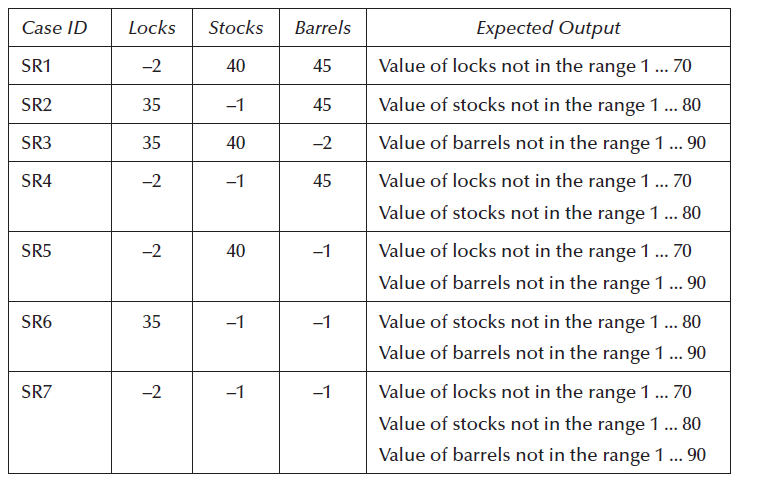 Case ID Locks Stocks Barrels Expected Output
SR1 –2 40 45 Value of locks not in the range 1 ... 70
SR2 35 –1 45 Value of stocks not in the range 1 ... 80
SR3 35 40 –2 Value of barrels not in the range 1 ... 90
SR4 –2 –1 45 Value of locks not in the range 1 ... 70
Value of stocks not in the range 1 ... 80
SR5 –2 40 –1 Value of locks not in the range 1 ... 70
Value of barrels not in the range 1 ... 90
SR6 35 –1 –1 Value of stocks not in the range 1 ... 80
Value of barrels not in the range 1 ... 90
SR7 –2 –1 –1 Value of locks not in the range 1 ... 70
Value of stocks not in the range 1 ... 80
Value of barrels not in the range 1 ... 90